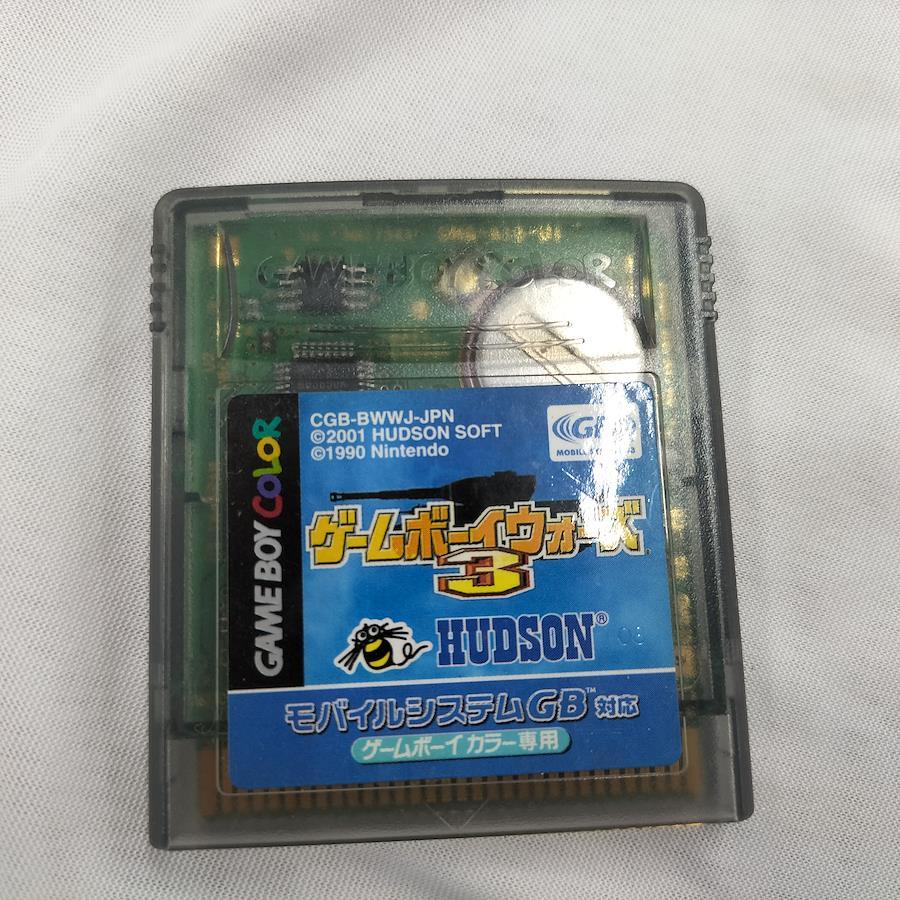 GAME BOY COLOR
GAME BOY COLOR
CGB-BWWJ-JPN
©2001 HUDSON SOFT
©1990 Nintendo
ゲームボーイウォーズ
3
HUDSON®
モバイルシステムGB™対応
ゲームボーイカラー専用